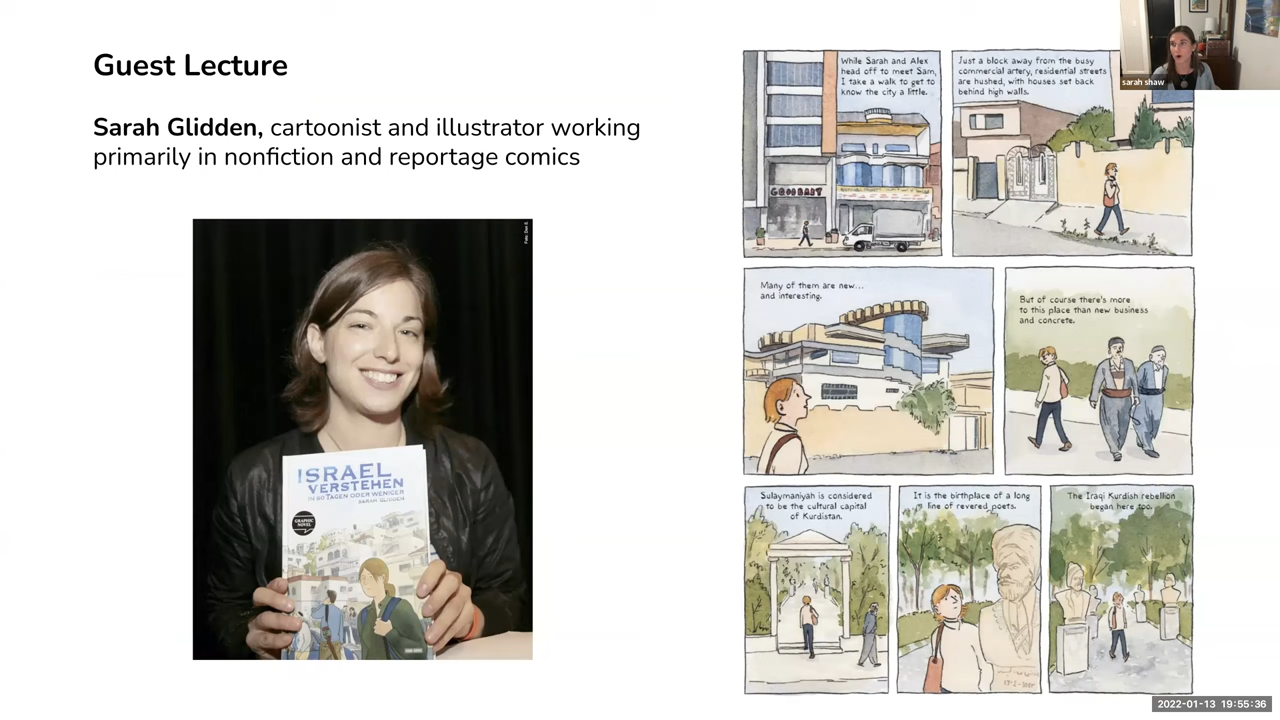 Guest Lecture
Sarah Glidden, cartoonist and illustrator working
primarily in nonfiction and reportage comics
ISRAEL
VERSTEHEN
IN 60 TAGEN ODER WENIGER
SARAH GLIDDEN
GRAPHIC
NOVEL
While Sarah and Alex
head off to meet Sam,
I take a walk to get to
know the city a little.
Just a block away from the busy
commercial artery, residential streets
are hushed, with houses set back
behind high walls.
Many of them are new...
and interesting.
But of course there's more
to this place than new business
and concrete.
Sulaymaniyah is considered
to be the cultural capital
of Kurdistan.
It is the birthplace of a long
line of revered poets.
The Iraqi Kurdish rebellion
began here too.
sarah shaw
2022-01-13 19:55:36